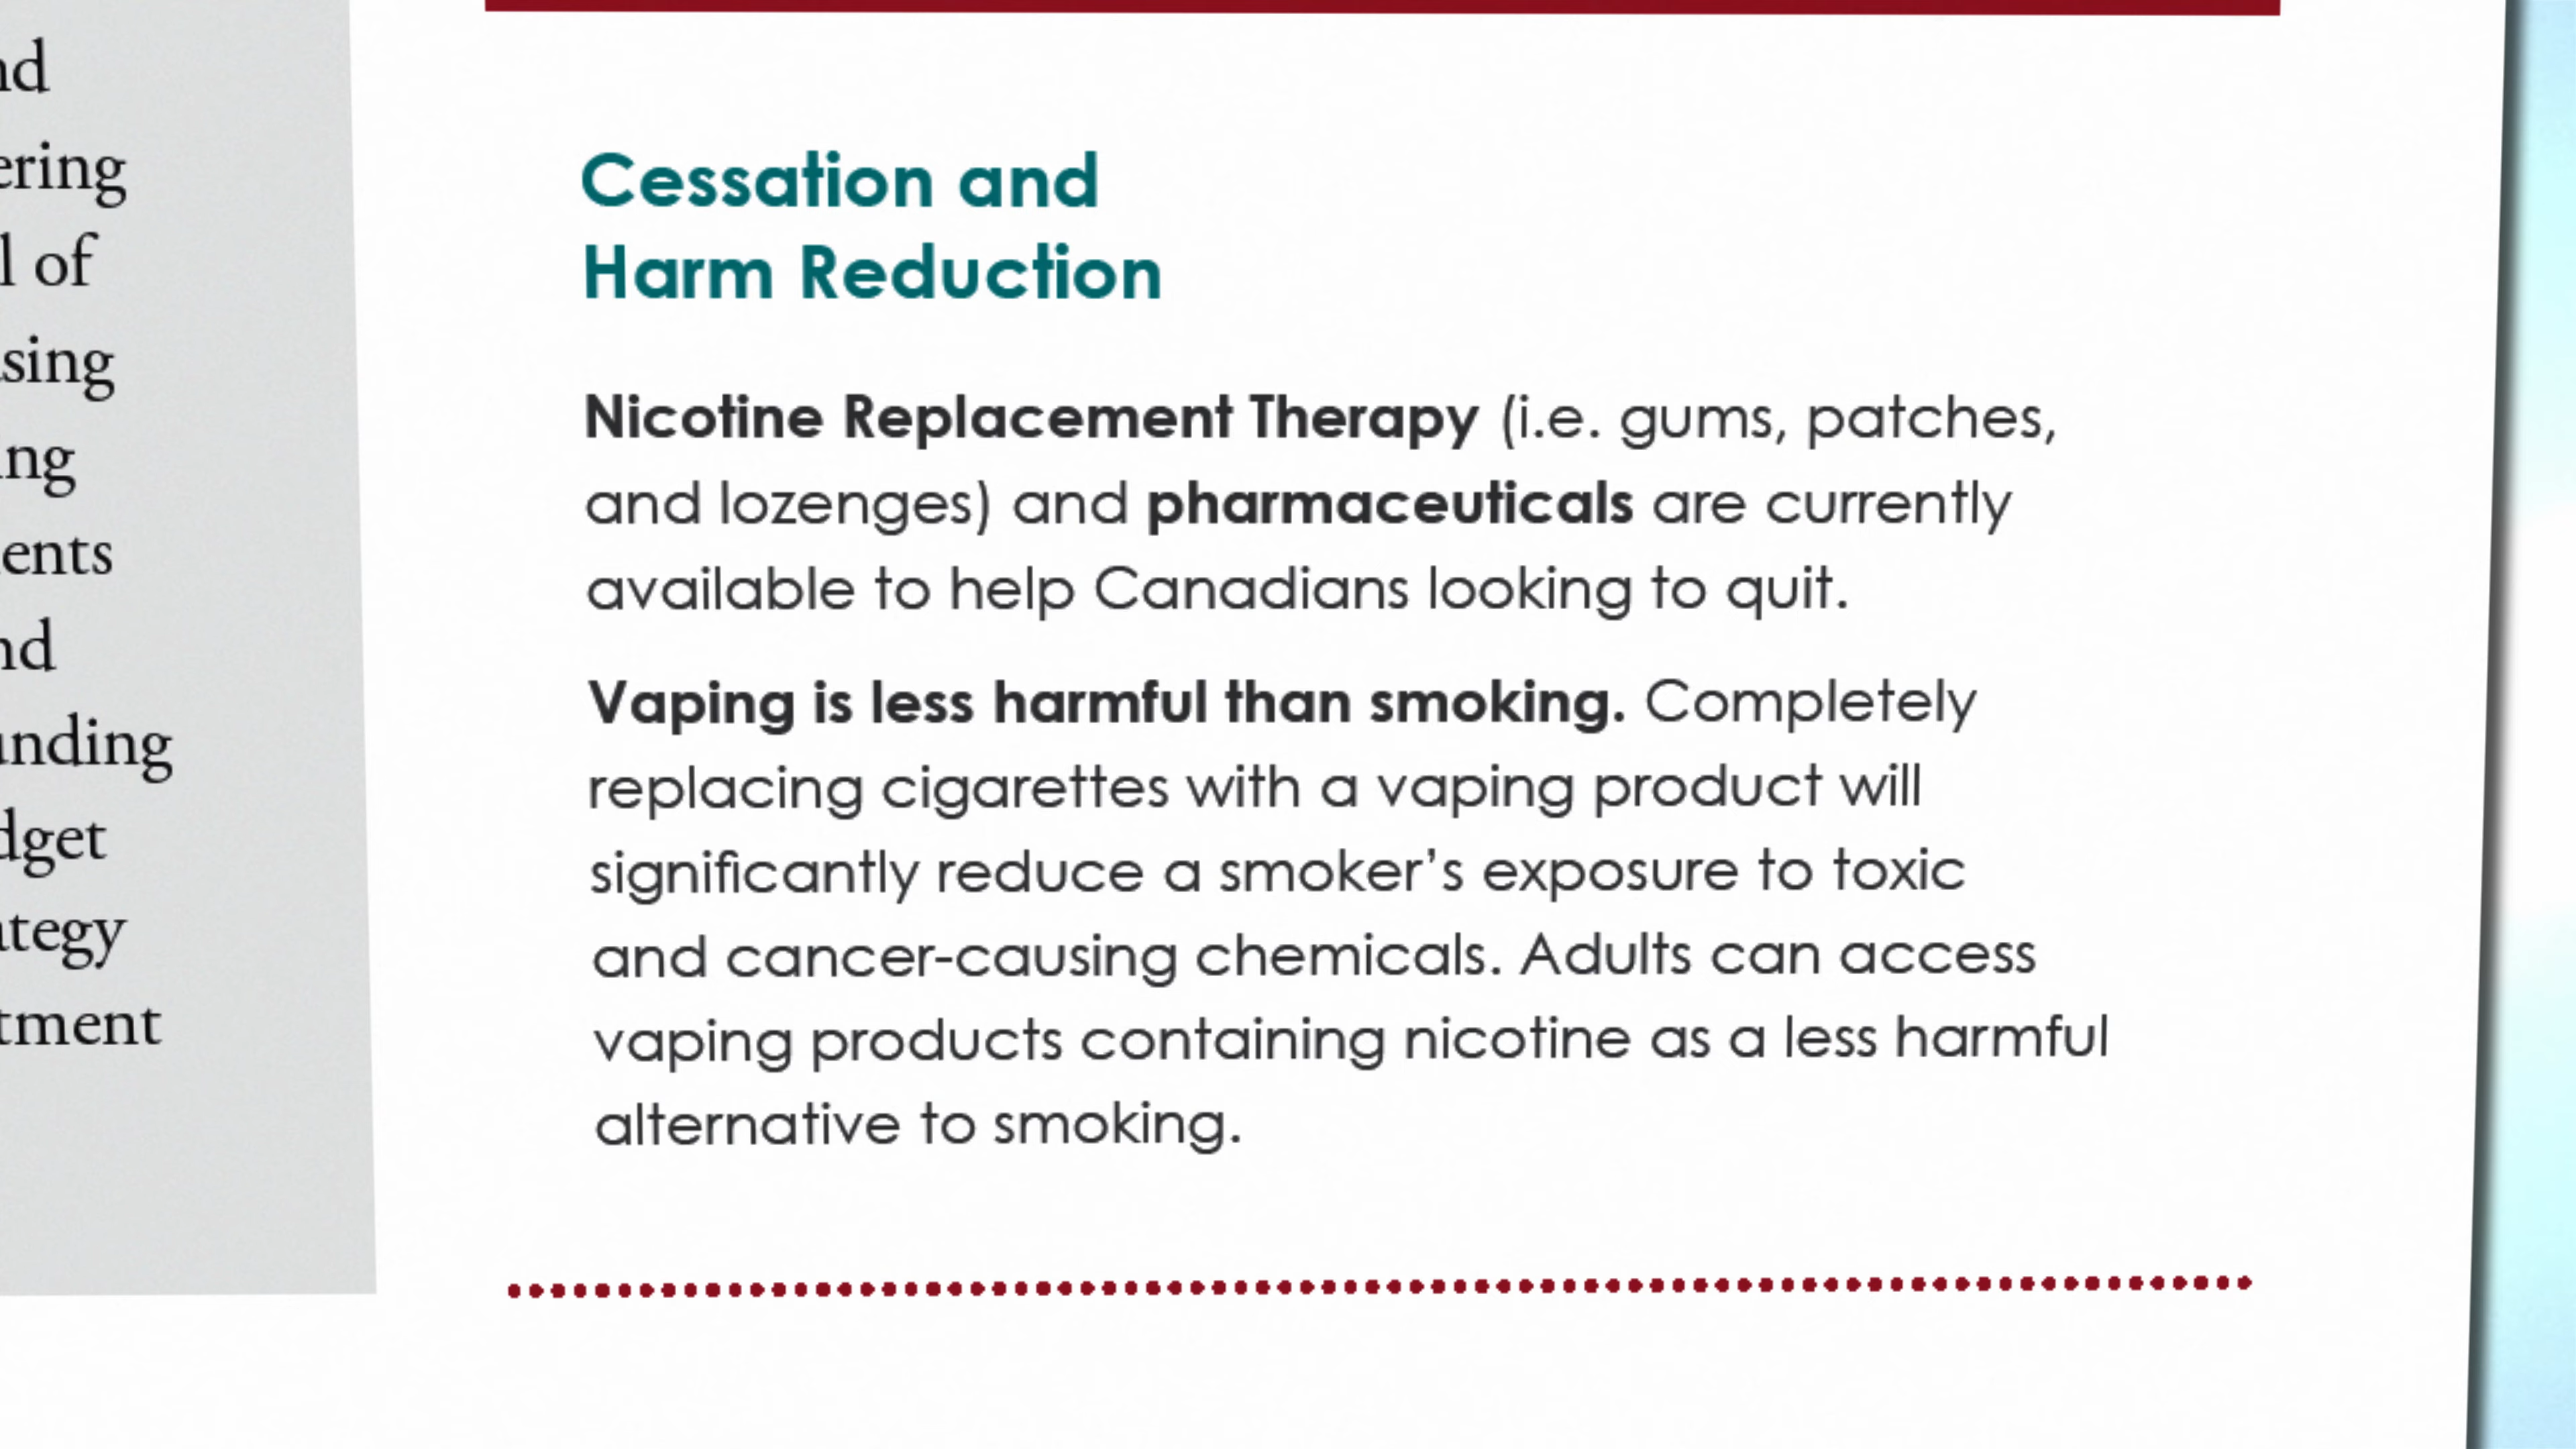 of
Cessation and
Harm Reduction
Nicotine Replacement Therapy (i.e. gums, patches,
and lozenges) and pharmaceuticals are currently
available to help Canadians looking to quit.
Vaping is less harmful than smoking. Completely
replacing cigarettes with a vaping product will
significantly reduce a smoker’s exposure to toxic
and cancer-causing chemicals. Adults can access
vaping products containing nicotine as a less harmful
alternative to smoking.